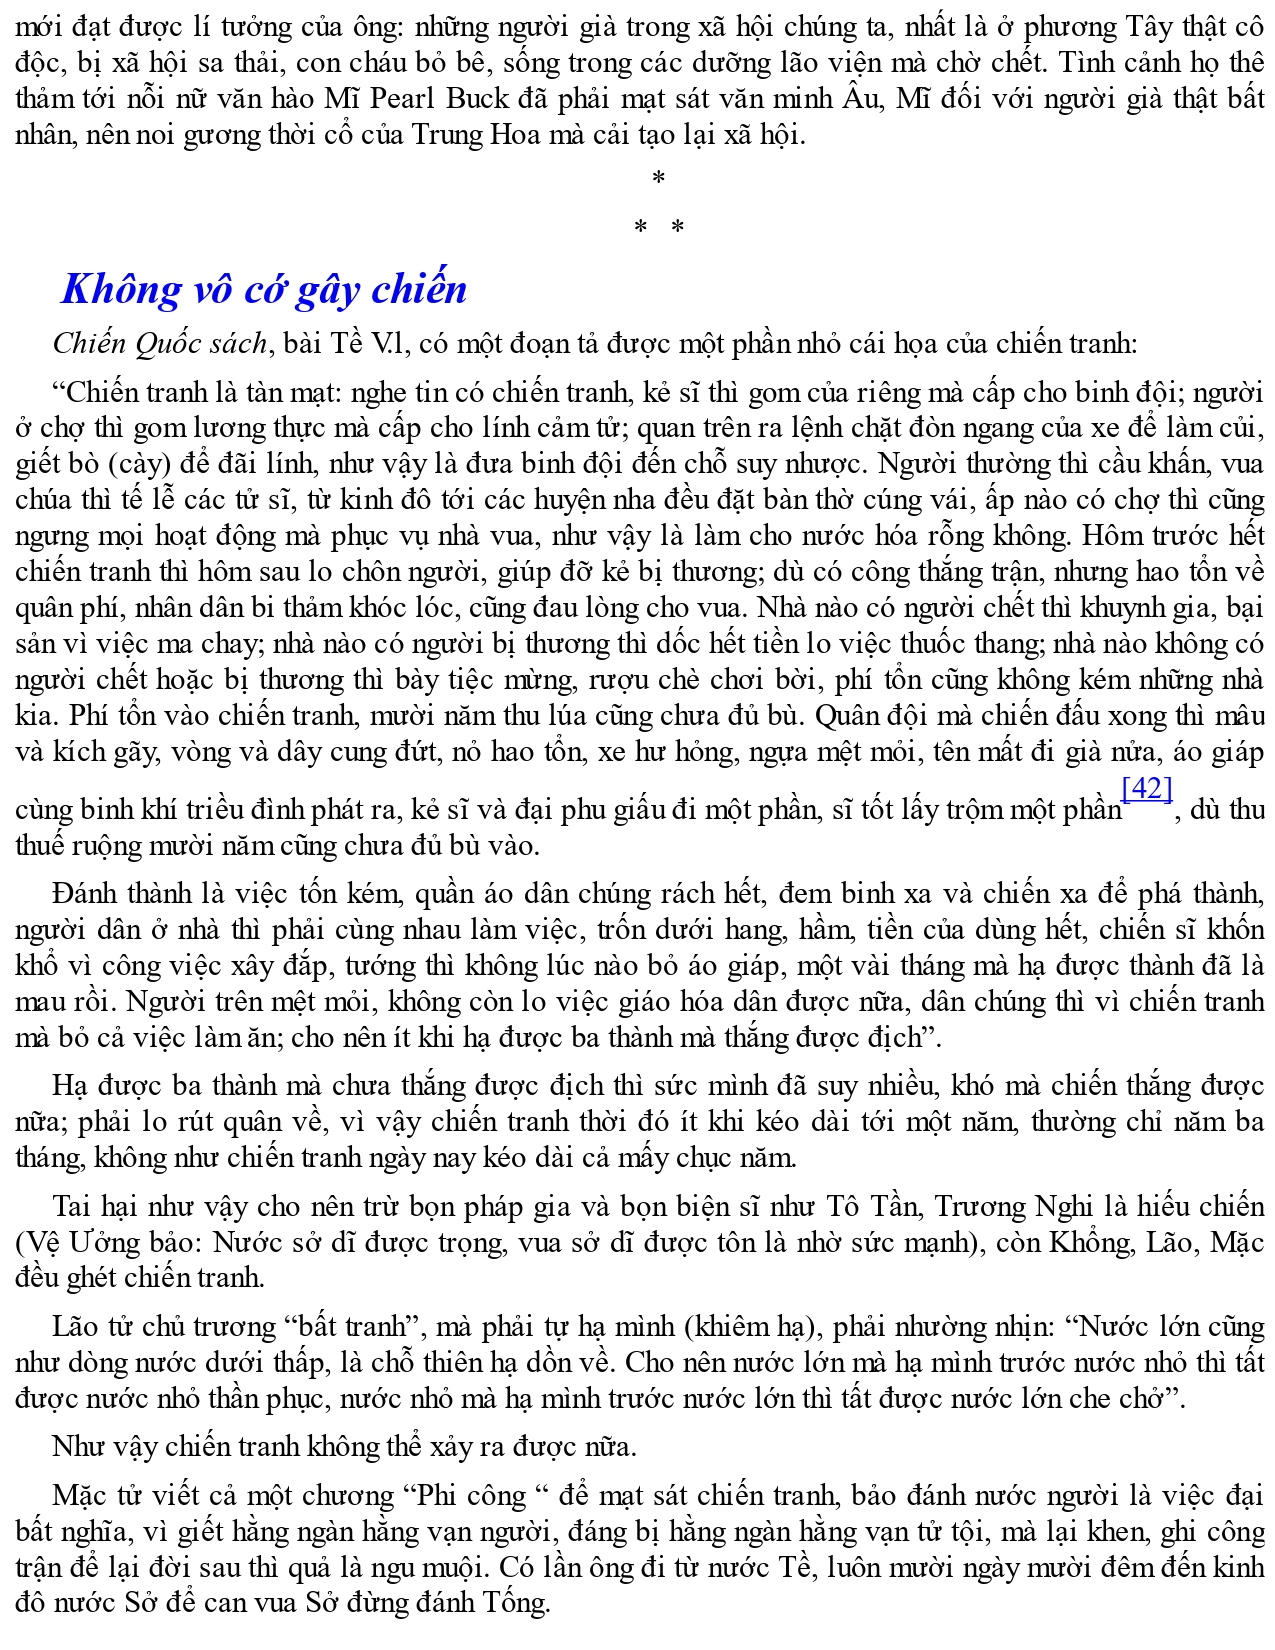 mới đạt được lí tưởng của ông: những người già trong xã hội chúng ta, nhất là ở phương Tây thật cô
độc, bị xã hội sa thải, con cháu bỏ bê, sống trong các dưỡng lão viện mà chờ chết. Tình cảnh họ thê
thảm tới nỗi nữ văn hào Mĩ Pearl Buck đã phải mạt sát văn minh Âu, Mĩ đối với người già thật bất
nhân, nên noi gương thời cổ của Trung Hoa mà cải tạo lại xã hội.
*
* *
Không vô cớ gây chiến
Chiến Quốc sách, bài Tề V.l, có một đoạn tả được một phần nhỏ cái họa của chiến tranh:
“Chiến tranh là tàn mạt: nghe tin có chiến tranh, kẻ sĩ thì gom của riêng mà cấp cho binh đội; người
ở chợ thì gom lương thực mà cấp cho lính cảm tử; quan trên ra lệnh chặt đòn ngang của xe để làm củi,
giết bò (cày) để đãi lính, như vậy là đưa binh đội đến chỗ suy nhược. Người thường thì cầu khấn, vua
chúa thì tế lễ các tử sĩ, từ kinh đô tới các huyện nha đều đặt bàn thờ cúng vái, ấp nào có chợ thì cũng
ngưng mọi hoạt động mà phục vụ nhà vua, như vậy là làm cho nước hóa rỗng không. Hôm trước hết
chiến tranh thì hôm sau lo chôn người, giúp đỡ kẻ bị thương; dù có công thắng trận, nhưng hao tổn về
quân phí, nhân dân bi thảm khóc lóc, cũng đau lòng cho vua. Nhà nào có người chết thì khuynh gia, bại
sản vì việc ma chay; nhà nào có người bị thương thì dốc hết tiền lo việc thuốc thang; nhà nào không có
người chết hoặc bị thương thì bày tiệc mừng, rượu chè chơi bời, phí tổn cũng không kém những nhà
kia. Phí tổn vào chiến tranh, mười năm thu lúa cũng chưa đủ bù. Quân đội mà chiến đấu xong thì mâu
và kích gãy, vòng và dây cung đứt, nỏ hao tổn, xe hư hỏng, ngựa mệt mỏi, tên mất đi già nửa, áo giáp
cùng binh khí triều đình phát ra, kẻ sĩ và đại phu giấu đi một phần, sĩ tốt lấy trộm một phần[42], dù thu
thuế ruộng mười năm cũng chưa đủ bù vào.
Đánh thành là việc tốn kém, quần áo dân chúng rách hết, đem binh xa và chiến xa để phá thành,
người dân ở nhà thì phải cùng nhau làm việc, trốn dưới hang, hầm, tiền của dùng hết, chiến sĩ khốn
khổ vì công việc xây đắp, tướng thì không lúc nào bỏ áo giáp, một vài tháng mà hạ được thành đã là
mau rồi. Người trên mệt mỏi, không còn lo việc giáo hóa dân được nữa, dân chúng thì vì chiến tranh
mà bỏ cả việc làm ăn; cho nên ít khi hạ được ba thành mà thắng được địch”.
Hạ được ba thành mà chưa thắng được địch thì sức mình đã suy nhiều, khó mà chiến thắng được
nữa; phải lo rút quân về, vì vậy chiến tranh thời đó ít khi kéo dài tới một năm, thường chỉ năm ba
tháng, không như chiến tranh ngày nay kéo dài cả mấy chục năm.
Tai hại như vậy cho nên trừ bọn pháp gia và bọn biện sĩ như Tô Tần, Trương Nghi là hiếu chiến
(Vệ Ưởng bảo: Nước sở dĩ được trọng, vua sở dĩ được tôn là nhờ sức mạnh), còn Khổng, Lão, Mặc
đều ghét chiến tranh.
Lão tử chủ trương “bất tranh”, mà phải tự hạ mình (khiêm hạ), phải nhường nhịn: “Nước lớn cũng
như dòng nước dưới thấp, là chỗ thiên hạ dồn về. Cho nên nước lớn mà hạ mình trước nước nhỏ thì tất
được nước nhỏ thần phục, nước nhỏ mà hạ mình trước nước lớn thì tất được nước lớn che chở”.
Như vậy chiến tranh không thể xảy ra được nữa.
Mặc tử viết cả một chương “Phi công “ để mạt sát chiến tranh, bảo đánh nước người là việc đại
bất nghĩa, vì giết hằng ngàn hằng vạn người, đáng bị hằng ngàn hằng vạn tử tội, mà lại khen, ghi công
trận để lại đời sau thì quả là ngu muội. Có lần ông đi từ nước Tề, luôn mười ngày mười đêm đến kinh
đô nước Sở để can vua Sở đừng đánh Tống.